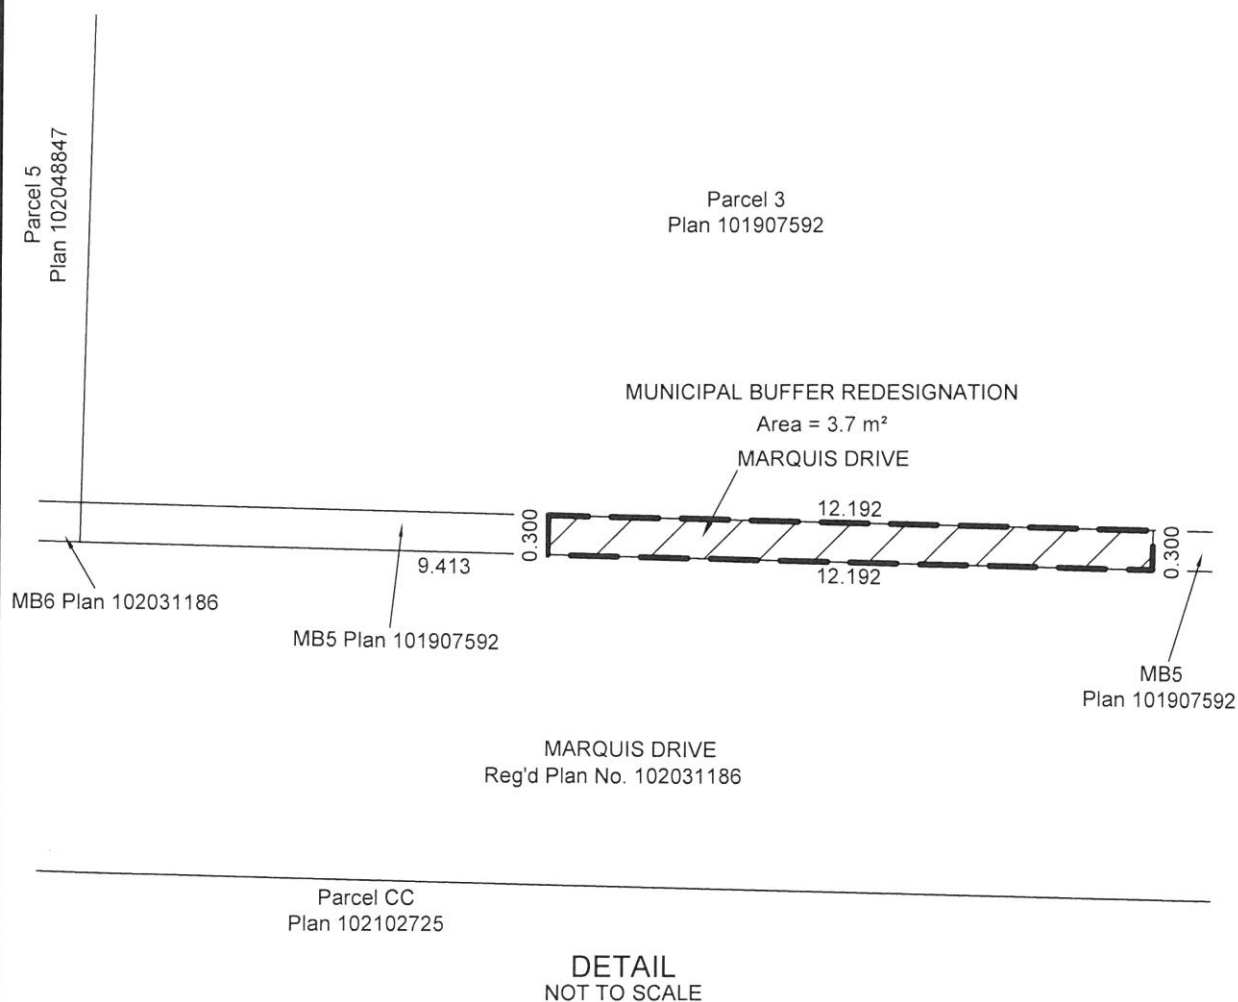 Parcel 5
Plan 102048847
Parcel 3
Plan 101907592
MUNICIPAL BUFFER REDESIGNATION
Area = 3.7 m²
MARQUIS DRIVE
12.192
0.300
0.300
9.413
12.192
MB6 Plan 102031186
MB5 Plan 101907592
MB5
Plan 101907592
MARQUIS DRIVE
Reg'd Plan No. 102031186
Parcel CC
Plan 102102725
DETAIL
NOT TO SCALE